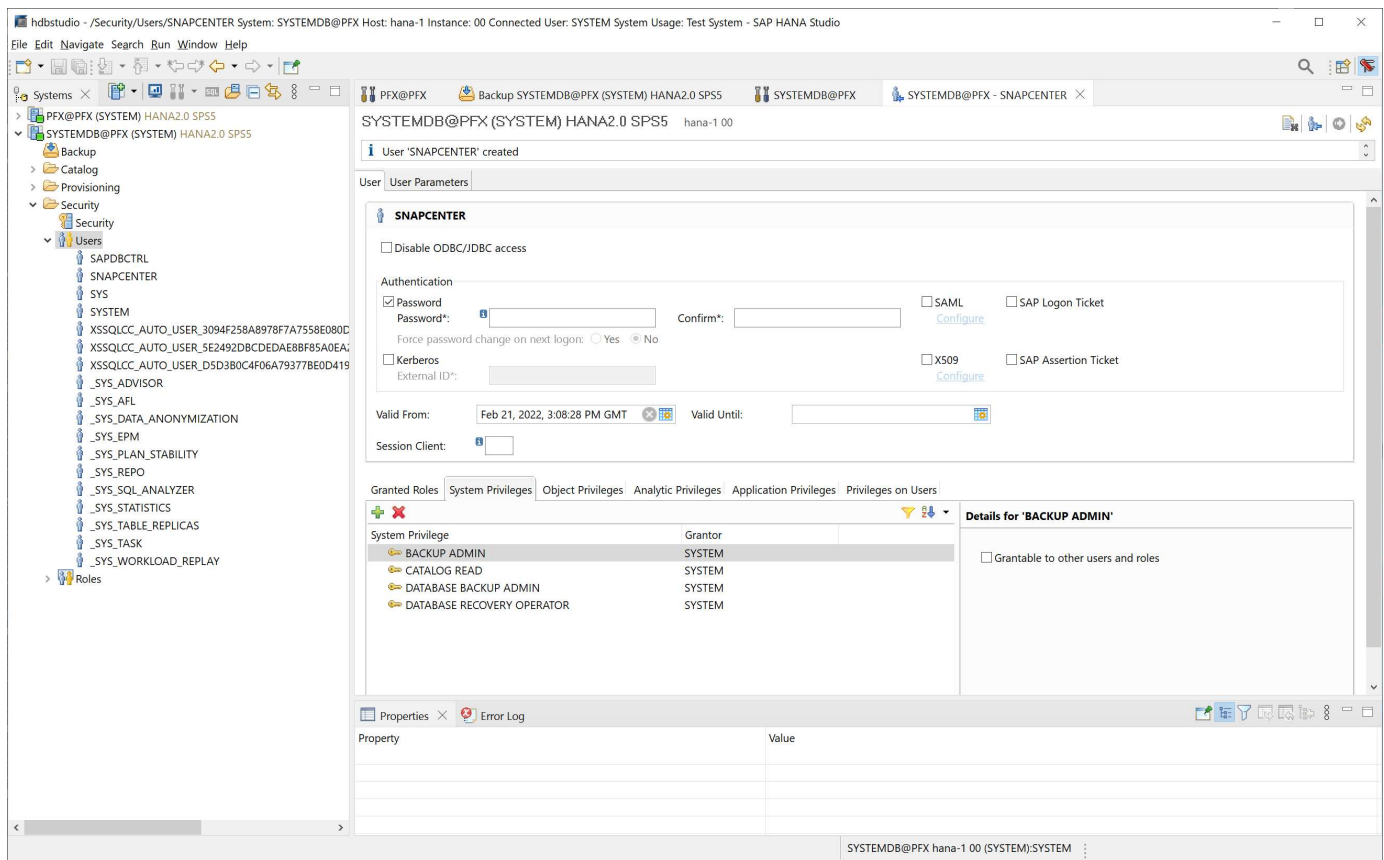 hdbstudio - /Security/Users/SNAPCENTER System: SYSTEMDB@PFX Host: hana-1 Instance: 00 Connected User: SYSTEM System Usage: Test System - SAP HANA Studio
File Edit Navigate Search Run Window Help
Systems
PFX@PFX (SYSTEM) HANA2.0 SPS5
SYSTEMDB@PFX (SYSTEM) HANA2.0 SPS5
Backup
Catalog
Provisioning
Security
Security
Users
SAPDBCTRL
SNAPCENTER
SYS
SYSTEM
XSSQLCC_AUTO_USER_3094F258A8978F7A7558E080D
XSSQLCC_AUTO_USER_5E2492DBCDEDAE8BF85A0EA2
XSSQLCC_AUTO_USER_D5D3B0C4F06A79377BE0D419
_SYS_ADVISOR
_SYS_AFL
_SYS_DATA_ANONYMIZATION
_SYS_EPM
_SYS_PLAN_STABILITY
_SYS_REPO
_SYS_SQL_ANALYZER
_SYS_STATISTICS
_SYS_TABLE_REPLICAS
_SYS_TASK
_SYS_WORKLOAD_REPLAY
Roles
PFX@PFX Backup SYSTEMDB@PFX (SYSTEM) HANA2.0 SPS5 SYSTEMDB@PFX SYSTEMDB@PFX - SNAPCENTER
SYSTEMDB@PFX (SYSTEM) HANA2.0 SPS5 hana-1 00
User 'SNAPCENTER' created
User User Parameters
SNAPCENTER
Disable ODBC/JDBC access
Authentication
Password SAML SAP Logon Ticket
Password*: Confirm*: Configure
Force password change on next logon: Yes No
Kerberos X509 SAP Assertion Ticket
External ID*: Configure
Valid From: Feb 21, 2022, 3:08:28 PM GMT Valid Until:
Session Client:
Granted Roles System Privileges Object Privileges Analytic Privileges Application Privileges Privileges on Users
Details for 'BACKUP ADMIN'
System Privilege Grantor
BACKUP ADMIN SYSTEM
Grantable to other users and roles
CATALOG READ SYSTEM
DATABASE BACKUP ADMIN SYSTEM
DATABASE RECOVERY OPERATOR SYSTEM
Properties Error Log
Property Value
SYSTEMDB@PFX hana-1 00 (SYSTEM):SYSTEM